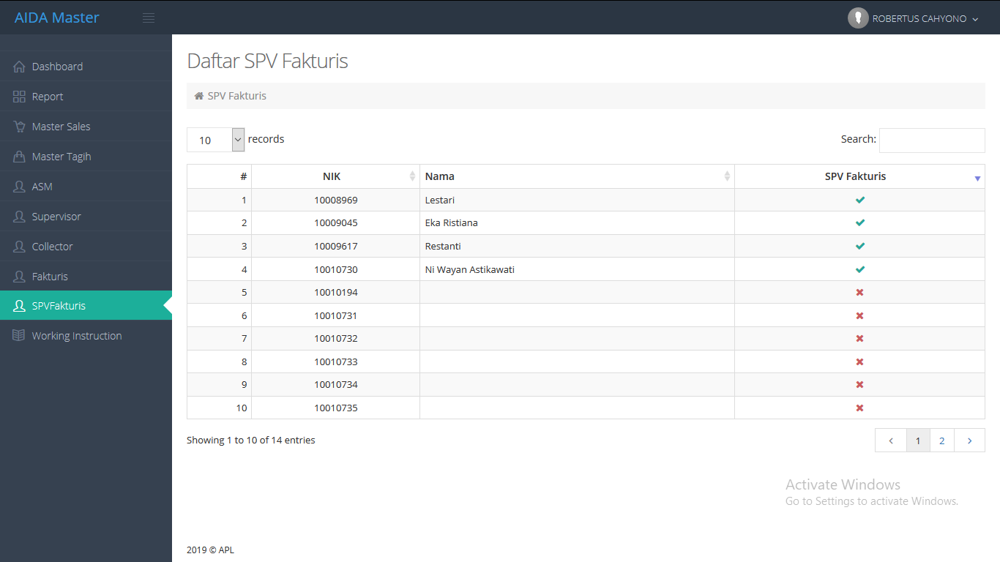 AIDA Master
ROBERTUS CAHYONO
Dashboard
Report
Master Sales
Master Tagih
ASM
Supervisor
Collector
Fakturis
SPVFakturis
Working Instruction
Daftar SPV Fakturis
SPV Fakturis
10 records
Search:
# NIK Nama SPV Fakturis
1 10008969 Lestari
2 10009045 Eka Ristiana
3 10009617 Restanti
4 10010730 Ni Wayan Astikawati
5 10010194
6 10010731
7 10010732
8 10010733
9 10010734
10 10010735
Showing 1 to 10 of 14 entries
1 2
Activate Windows
Go to Settings to activate Windows.
2019 © APL